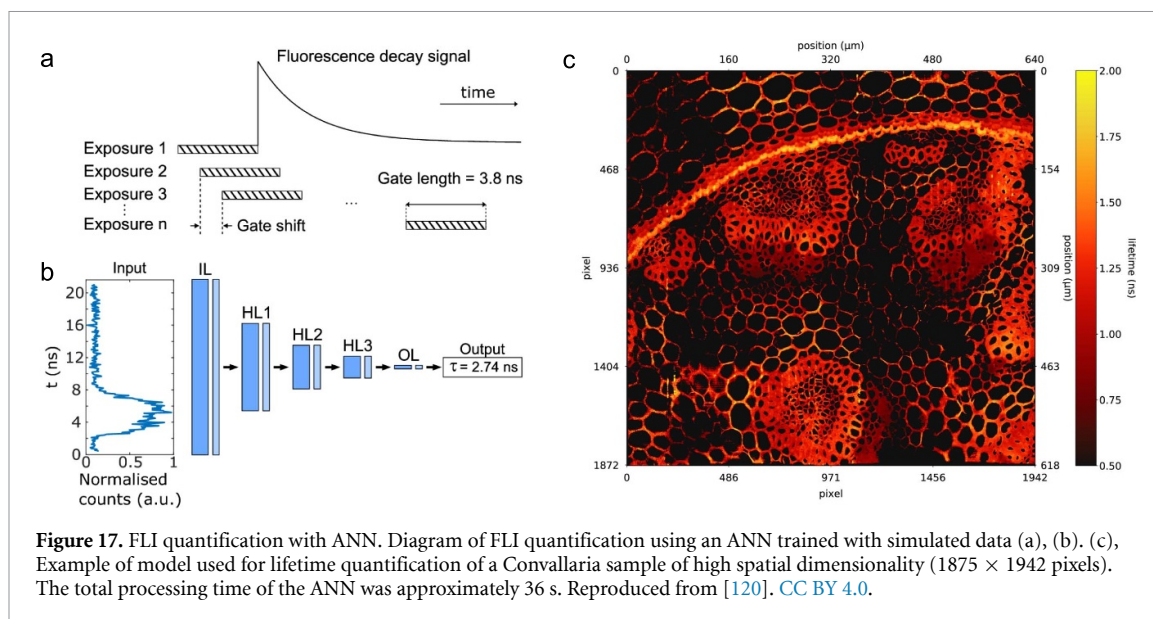 a
Fluorescence decay signal
time
Exposure 1
Exposure 2
Exposure 3
Exposure n
Gate shift
...
Gate length = 3.8 ns
b
Input
20
16
12
8
4
0
t (ns)
0 0.5 1
Normalised
counts (a.u.)
IL
HL1
HL2
HL3
OL
Output
τ = 2.74 ns
c
position (µm)
0 160 320 480 640
0
468
936
1404
1872
pixel
0 486 971 1456 1942
pixel
0
154
309
463
618
position (µm)
2.00
1.75
1.50
1.25
1.00
0.75
0.50
lifetime (ns)
Figure 17. FLI quantification with ANN. Diagram of FLI quantification using an ANN trained with simulated data (a), (b). (c),
Example of model used for lifetime quantification of a Convallaria sample of high spatial dimensionality (1875 × 1942 pixels).
The total processing time of the ANN was approximately 36 s. Reproduced from [120]. CC BY 4.0.